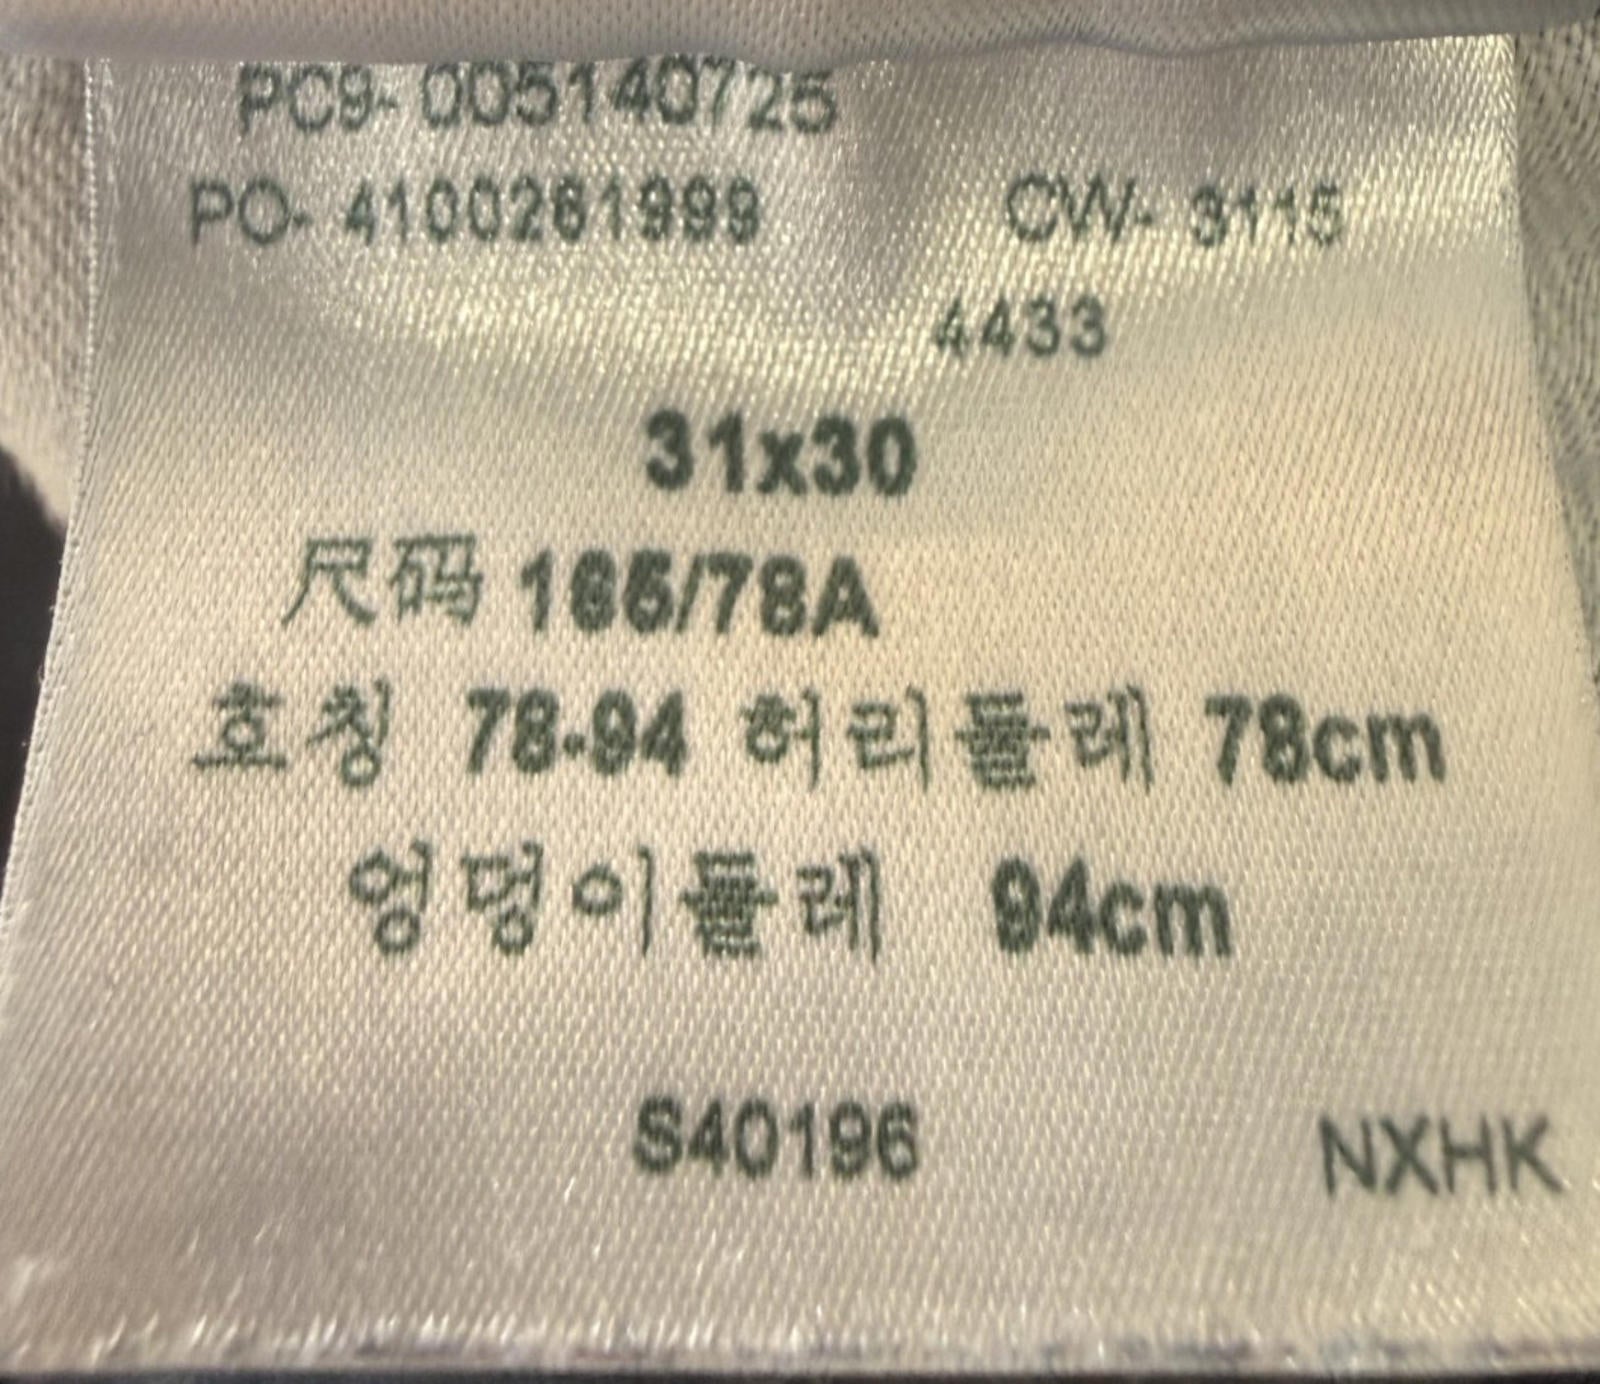 PC9- 005140725
PO- 4100261999 CW- 3115
4433
31x30
尺码 165/78A
호칭 78-94 허리둘레 78cm
엉덩이둘레 94cm
S40196 NXHK